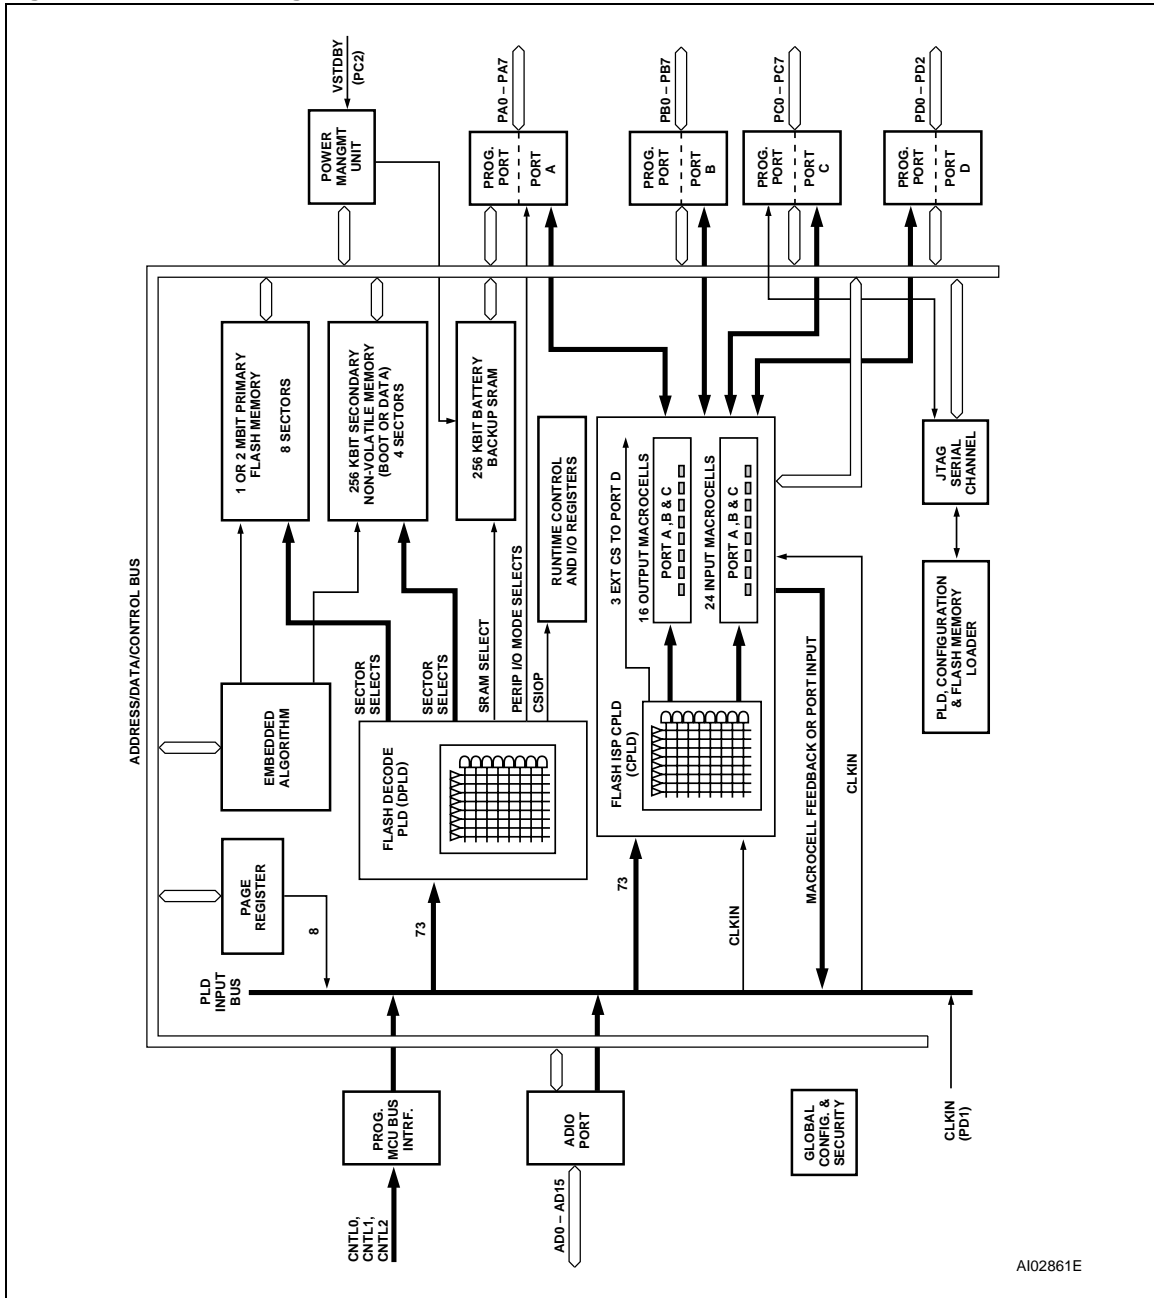 ADDRESS/DATA/CONTROL BUS
CNTL0,
CNTL1,
CNTL2
PROG.
MCU BUS
INTRF.
AD0 – AD15
ADIO
PORT
GLOBAL
CONFIG. &
SECURITY
CLKIN
(PD1)
PLD
INPUT
BUS
PAGE
REGISTER
8
73
73
CLKIN
CLKIN
MACROCELL FEEDBACK OR PORT INPUT
EMBEDDED
ALGORITHM
FLASH DECODE
PLD (DPLD)
SECTOR
SELECTS
SECTOR
SELECTS
SRAM SELECT
PERIP I/O MODE SELECTS
CSIOP
FLASH ISP CPLD
(CPLD)
3 EXT CS TO PORT D
16 OUTPUT MACROCELLS
PORT A ,B & C
24 INPUT MACROCELLS
PORT A ,B & C
1 OR 2 MBIT PRIMARY
FLASH MEMORY
8 SECTORS
256 KBIT SECONDARY
NON-VOLATILE MEMORY
(BOOT OR DATA)
4 SECTORS
256 KBIT BATTERY
BACKUP SRAM
RUNTIME CONTROL
AND I/O REGISTERS
JTAG
SERIAL
CHANNEL
PLD, CONFIGURATION
& FLASH MEMORY
LOADER
VSTDBY
(PC2)
POWER
MANGMT
UNIT
PA0 – PA7
PROG.
PORT
PORT
A
PB0 – PB7
PROG.
PORT
PORT
B
PC0 – PC7
PROG.
PORT
PORT
C
PD0 – PD2
PROG.
PORT
PORT
D
AI02861E